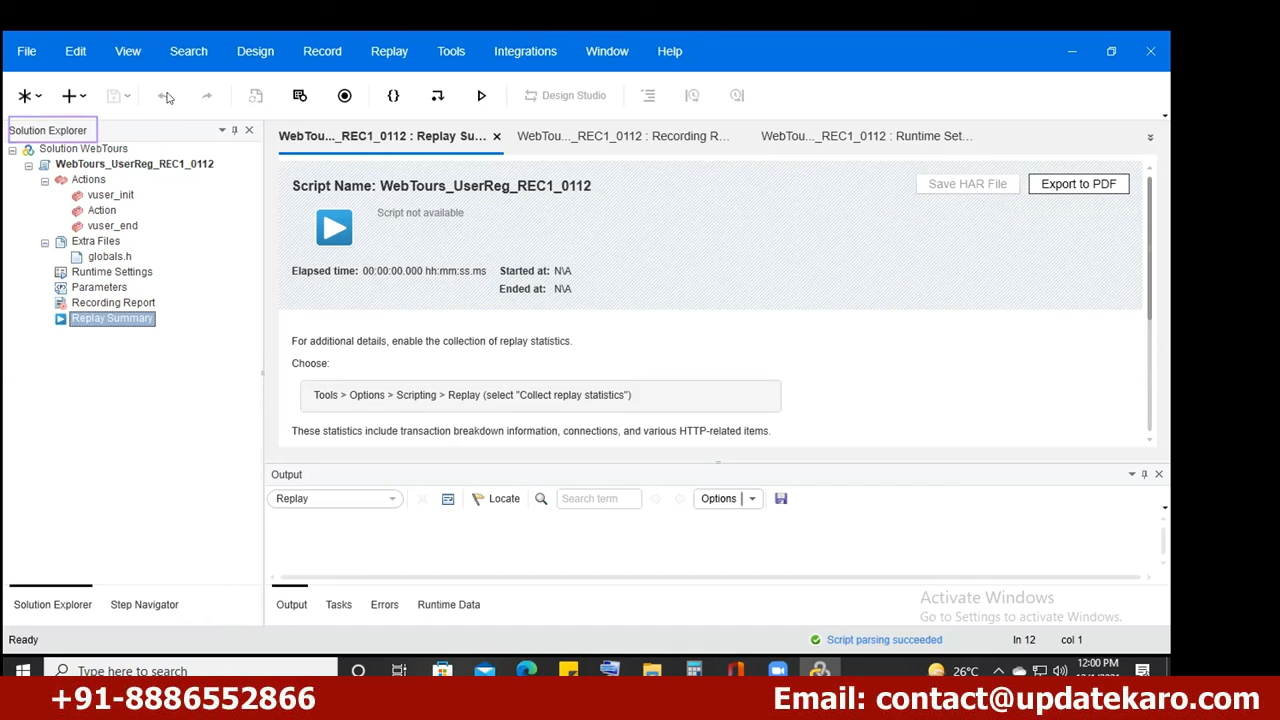 File Edit View Search Design Record Replay Tools Integrations Window Help
Design Studio
Solution Explorer
Solution WebTours
WebTours_UserReg_REC1_0112
Actions
vuser_init
Action
vuser_end
Extra Files
globals.h
Runtime Settings
Parameters
Recording Report
Replay Summary
WebTou..._REC1_0112 : Replay Su... WebTou..._REC1_0112 : Recording R... WebTou..._REC1_0112 : Runtime Set...
Script Name: WebTours_UserReg_REC1_0112
Save HAR File Export to PDF
Script not available
Elapsed time: 00:00:00.000 hh:mm:ss.ms Started at: N\A
Ended at: N\A
For additional details, enable the collection of replay statistics.
Choose:
Tools > Options > Scripting > Replay (select "Collect replay statistics")
These statistics include transaction breakdown information, connections, and various HTTP-related items.
Output
Replay Locate Search term Options
Activate Windows
Go to Settings to activate Windows.
Solution Explorer Step Navigator Output Tasks Errors Runtime Data
Ready Script parsing succeeded ln 12 col 1
Type here to search 26°C 12:00 PM
+91-8886552866 Email: contact@updatekaro.com